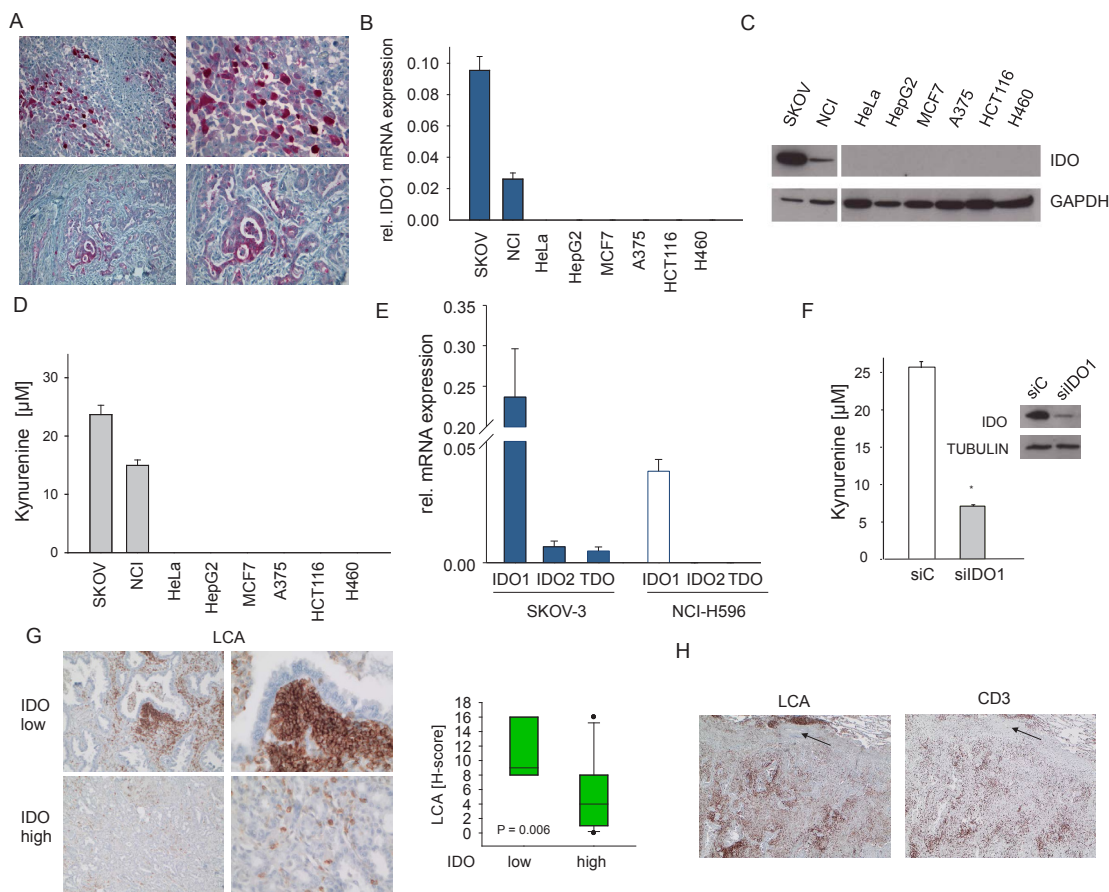 A
B
rel. IDO1 mRNA expression
0.10
0.08
0.06
0.04
0.02
0.00
SKOV
NCI
HeLa
HepG2
MCF7
A375
HCT116
H460
C
SKOV
NCI
HeLa
HepG2
MCF7
A375
HCT116
H460
IDO
GAPDH
D
Kynurenine [µM]
30
20
10
0
SKOV
NCI
HeLa
HepG2
MCF7
A375
HCT116
H460
E
rel. mRNA expression
0.35
0.30
0.25
0.20
0.05
0.00
IDO1 IDO2 TDO
IDO1 IDO2 TDO
SKOV-3
NCI-H596
F
Kynurenine [µM]
25
20
15
10
5
0
*
siC
siIDO1
siC
siIDO1
IDO
TUBULIN
G
LCA
IDO
low
IDO
high
LCA [H-score]
18
16
14
12
10
8
6
4
2
0
P = 0.006
IDO
low
high
H
LCA
CD3